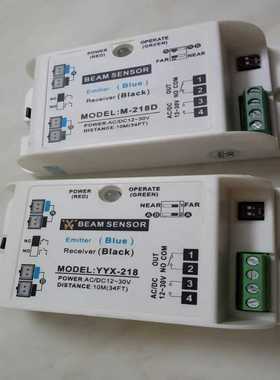 POWER
(RED)
OPERATE
(GREEN)
NEAR
FAR
BEAM SENSOR
Emitter (Blue)
Receiver (Black)
MODEL:M-218D
POWER:AC/DC12~30V
DISTANCE:10M(34FT)
OUT
NO COM
AC/DC
12-30V
1
2
3
4
POWER
(RED)
OPERATE
(GREEN)
NEAR
FAR
A
B
A
B
BEAM SENSOR
Emitter (Blue)
Receiver (Black)
MODEL:YYX-218
POWER:AC/DC12~30V
DISTANCE:10M(34FT)
NC
NO
OUT
NO COM
AC/DC
12~30V
1
2
3
4